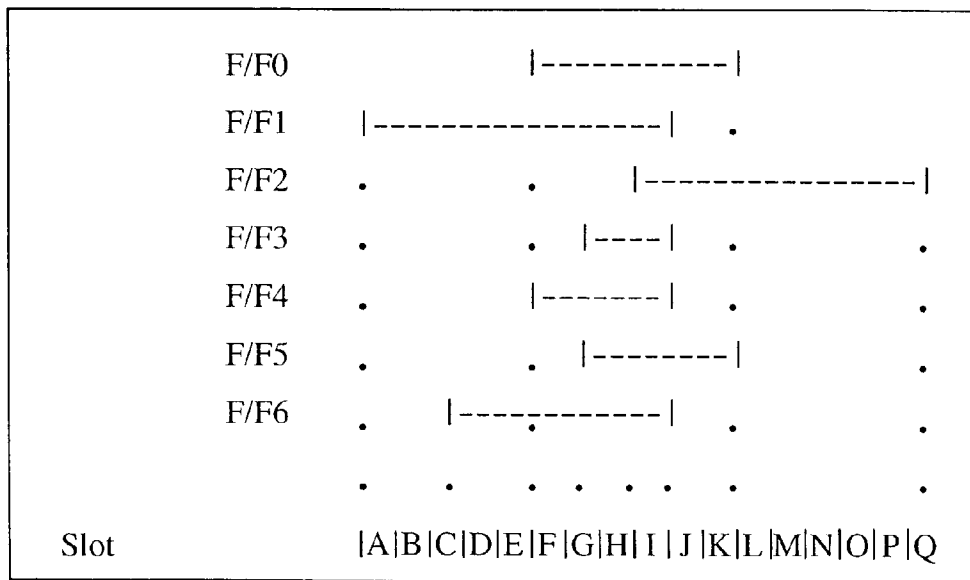 F/F0 |-----------|
F/F1 |-----------------| .
F/F2 . . |----------------|
F/F3 . . |----| . .
F/F4 . . |-------| . .
F/F5 . . |--------| .
F/F6 . |------------| . . .
. . . . . . . .
Slot |A|B|C|D|E|F|G|H|I|J|K|L|M|N|O|P|Q